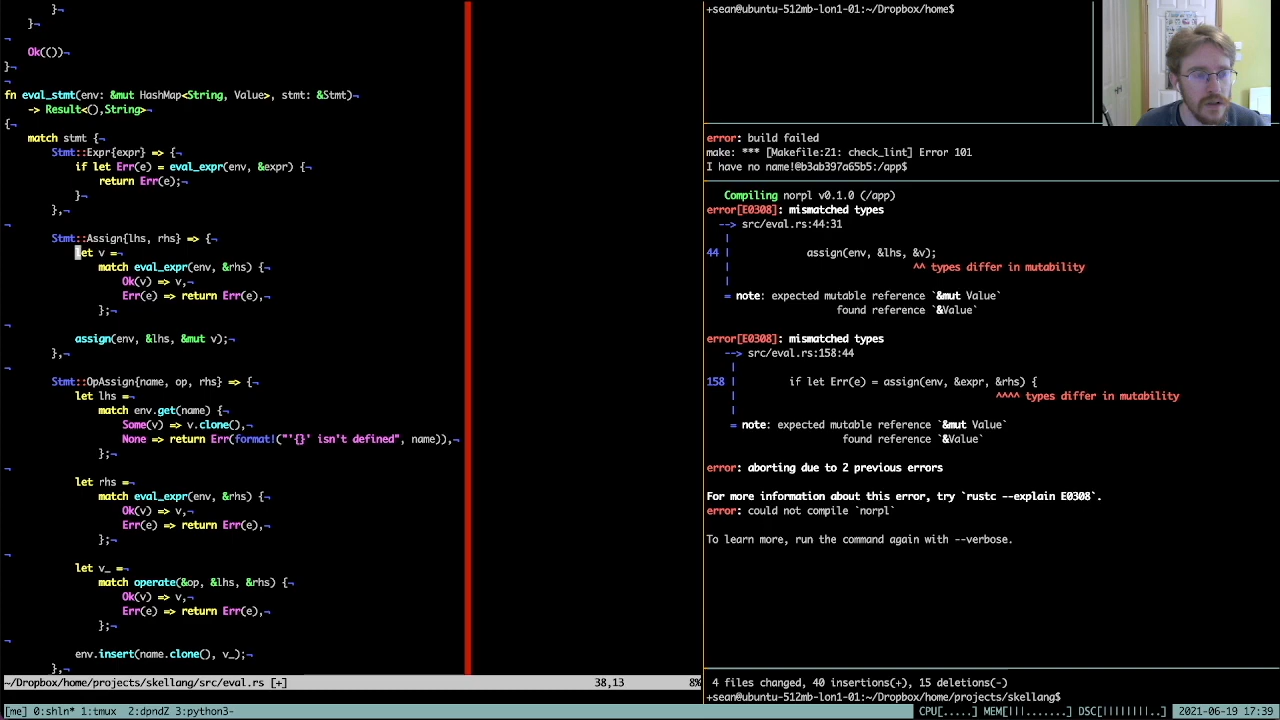 }¬
    }¬
¬
    Ok(())¬
}¬
¬
fn eval_stmt(env: &mut HashMap<String, Value>, stmt: &Stmt)¬
    -> Result<(),String>¬
{¬
    match stmt {¬
        Stmt::Expr{expr} => {¬
            if let Err(e) = eval_expr(env, &expr) {¬
                return Err(e);¬
            }¬
        },¬
¬
        Stmt::Assign{lhs, rhs} => {¬
            let v =¬
                match eval_expr(env, &rhs) {¬
                    Ok(v) => v,¬
                    Err(e) => return Err(e),¬
                };¬
¬
            assign(env, &lhs, &mut v);¬
        },¬
¬
        Stmt::OpAssign{name, op, rhs} => {¬
            let lhs =¬
                match env.get(name) {¬
                    Some(v) => v.clone(),¬
                    None => return Err(format!("'{}' isn't defined", name)),¬
                };¬
¬
            let rhs =¬
                match eval_expr(env, &rhs) {¬
                    Ok(v) => v,¬
                    Err(e) => return Err(e),¬
                };¬
¬
            let v_ =¬
                match operate(&op, &lhs, &rhs) {¬
                    Ok(v) => v,¬
                    Err(e) => return Err(e),¬
                };¬
¬
            env.insert(name.clone(), v_);¬
        },¬
~/Dropbox/home/projects/skellang/src/eval.rs [+] 38,13 8%
+sean@ubuntu-512mb-lon1-01:~/Dropbox/home$
error: build failed
make: *** [Makefile:21: check_lint] Error 101
I have no name!@b3ab397a65b5:/app$
   Compiling norpl v0.1.0 (/app)
error[E0308]: mismatched types
   --> src/eval.rs:44:31
   |
44 |             assign(env, &lhs, &v);
   |                               ^^ types differ in mutability
   |
   = note: expected mutable reference `&mut Value`
                      found reference `&Value`
error[E0308]: mismatched types
   --> src/eval.rs:158:44
    |
158 |          if let Err(e) = assign(env, &expr, &rhs) {
    |                                             ^^^^ types differ in mutability
    |
    = note: expected mutable reference `&mut Value`
                       found reference `&Value`
error: aborting due to 2 previous errors
For more information about this error, try `rustc --explain E0308`.
error: could not compile `norpl`
To learn more, run the command again with --verbose.
 4 files changed, 40 insertions(+), 15 deletions(-)
+sean@ubuntu-512mb-lon1-01:~/Dropbox/home/projects/skellang$
[me] 0:shln* 1:tmux  2:dpndZ 3:python3- CPU[.....] MEM[|||.......] DSC[||||||||..] 2021-06-19 17:39